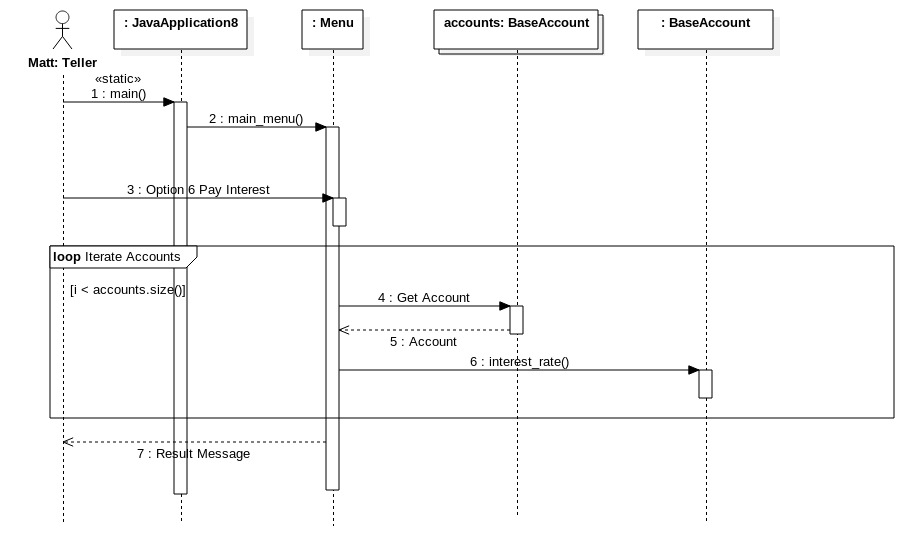 : JavaApplication8
: Menu
accounts: BaseAccount
: BaseAccount
Matt: Teller
«static»
1 : main()
2 : main_menu()
3 : Option 6 Pay Interest
loop Iterate Accounts
[i < accounts.size()]
4 : Get Account
5 : Account
6 : interest_rate()
7 : Result Message